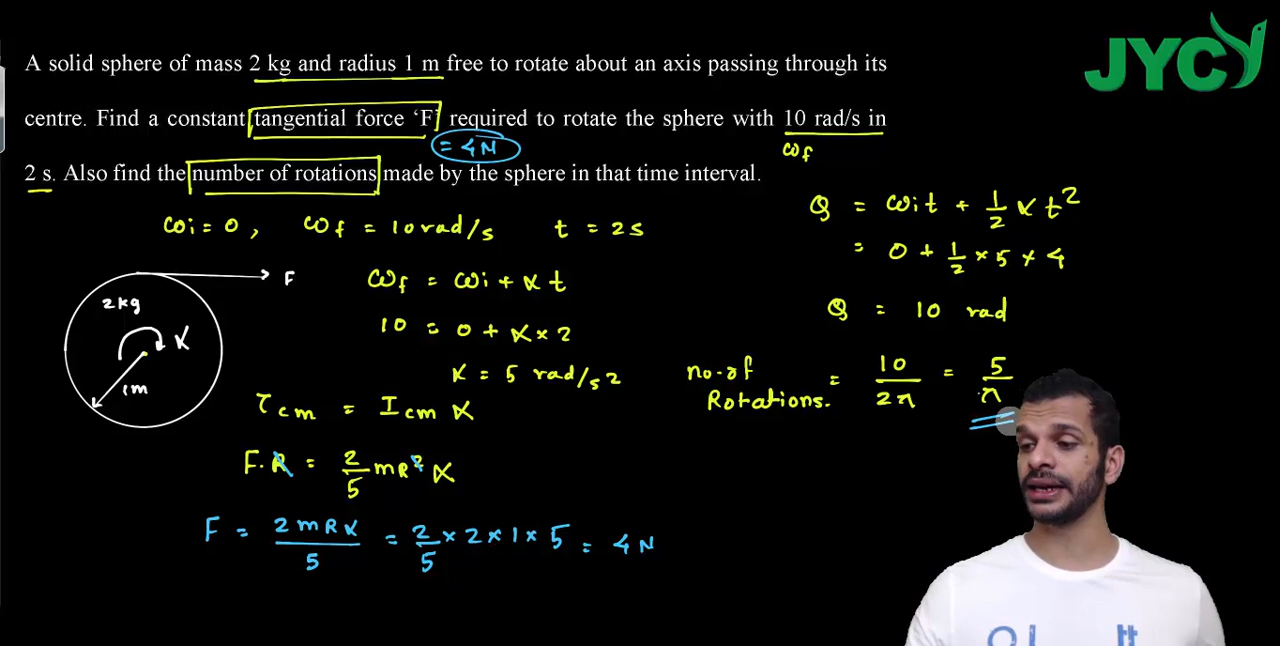 JYC
A solid sphere of mass 2 kg and radius 1 m free to rotate about an axis passing through its
centre. Find a constant tangential force ‘F’ required to rotate the sphere with 10 rad/s in
= 4N
ωf
2 s. Also find the number of rotations made by the sphere in that time interval.
ωi = 0, ωf = 10 rad/s t = 2s
F
2kg
α
1m
ωf = ωi + α t
10 = 0 + α × 2
α = 5 rad/s2
τcm = Icm α
F.R = 2/5 mR² α
F = 2mRα/5 = 2/5 × 2 × 1 × 5 = 4N
θ = ωit + 1/2 α t2
= 0 + 1/2 × 5 × 4
θ = 10 rad
no. of
Rotations. = 10/2π = 5/π